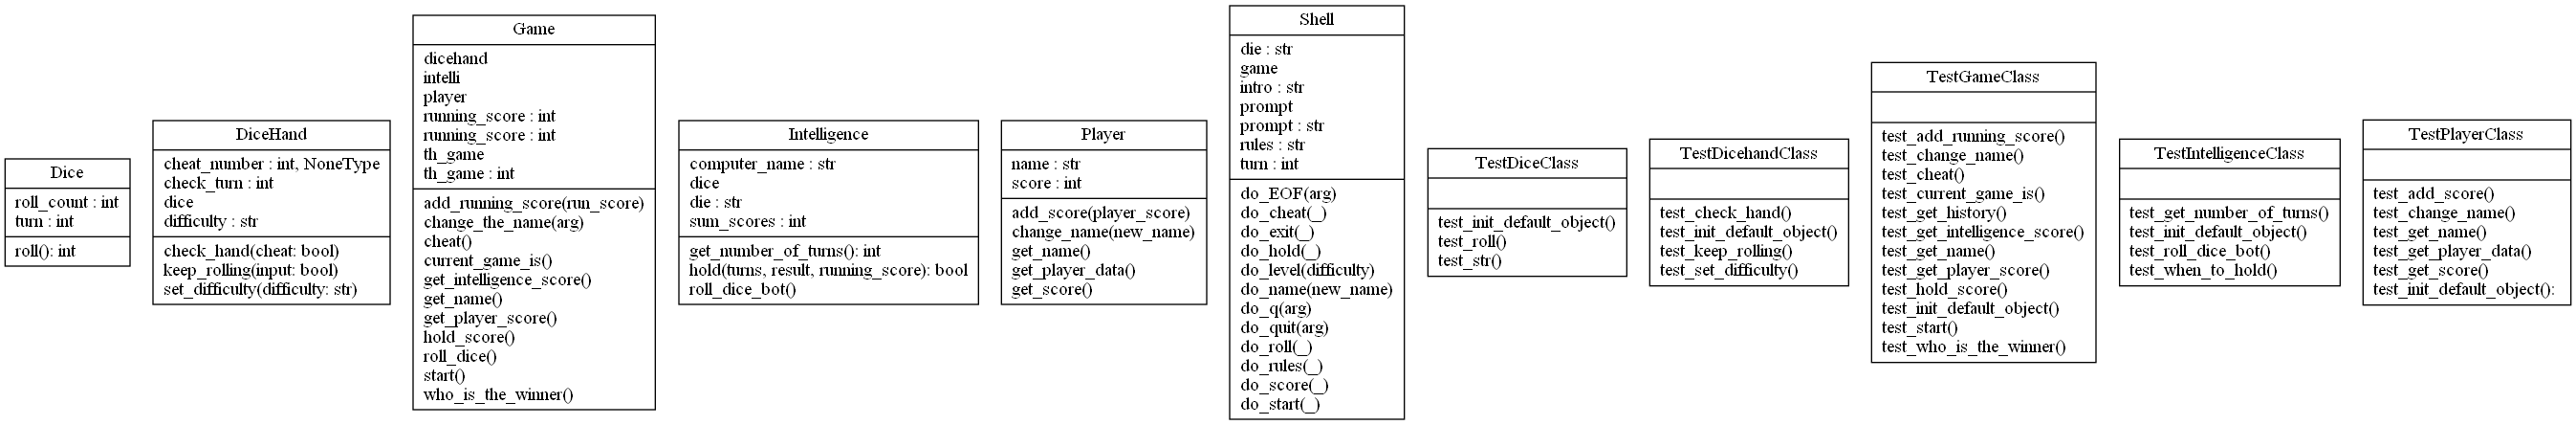 Dice
roll_count : int
turn : int
roll(): int
DiceHand
cheat_number : int, NoneType
check_turn : int
dice
difficulty : str
check_hand(cheat: bool)
keep_rolling(input: bool)
set_difficulty(difficulty: str)
Game
dicehand
intelli
player
running_score : int
running_score : int
th_game
th_game : int
add_running_score(run_score)
change_the_name(arg)
cheat()
current_game_is()
get_intelligence_score()
get_name()
get_player_score()
hold_score()
roll_dice()
start()
who_is_the_winner()
Intelligence
computer_name : str
dice
die : str
sum_scores : int
get_number_of_turns(): int
hold(turns, result, running_score): bool
roll_dice_bot()
Player
name : str
score : int
add_score(player_score)
change_name(new_name)
get_name()
get_player_data()
get_score()
Shell
die : str
game
intro : str
prompt
prompt : str
rules : str
turn : int
do_EOF(arg)
do_cheat(_)
do_exit(_)
do_hold(_)
do_level(difficulty)
do_name(new_name)
do_q(arg)
do_quit(arg)
do_roll(_)
do_rules(_)
do_score(_)
do_start(_)
TestDiceClass
test_init_default_object()
test_roll()
test_str()
TestDicehandClass
test_check_hand()
test_init_default_object()
test_keep_rolling()
test_set_difficulty()
TestGameClass
test_add_running_score()
test_change_name()
test_cheat()
test_current_game_is()
test_get_history()
test_get_intelligence_score()
test_get_name()
test_get_player_score()
test_hold_score()
test_init_default_object()
test_start()
test_who_is_the_winner()
TestIntelligenceClass
test_get_number_of_turns()
test_init_default_object()
test_roll_dice_bot()
test_when_to_hold()
TestPlayerClass
test_add_score()
test_change_name()
test_get_name()
test_get_player_data()
test_get_score()
test_init_default_object():